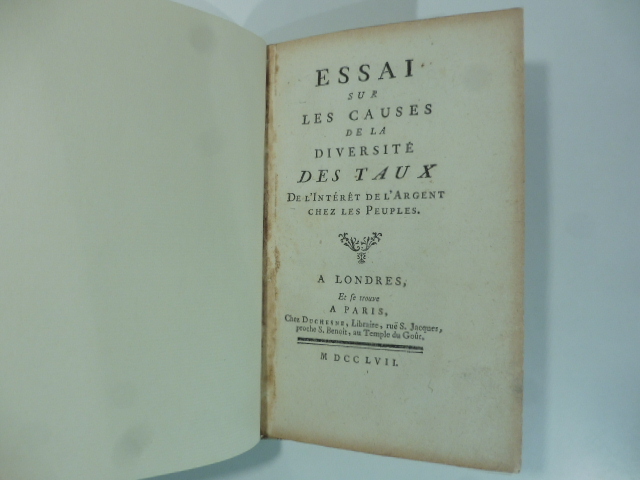 ESSAI
SUR
LES CAUSES
DE LA
DIVERSITÉ
DES TAUX
DE L'INTÉRÊT DE L'ARGENT
CHEZ LES PEUPLES.
A LONDRES,
Et se trouve
A PARIS,
Chez DUCHESNE, Libraire, ruë S. Jacques,
proche S. Benoît, au Temple du Goût.
M DCC LVII.